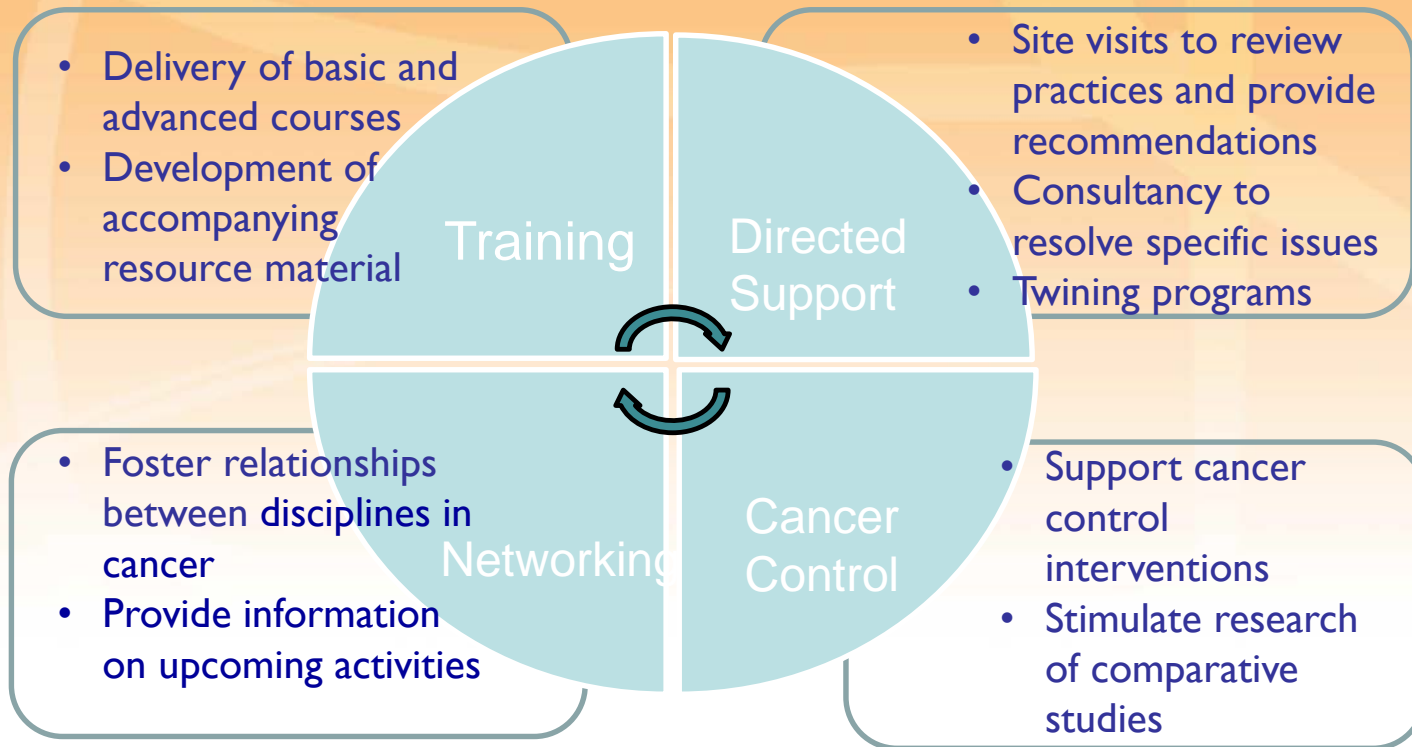 • Delivery of basic and
advanced courses
• Development of
accompanying
resource material
Training
• Site visits to review
practices and provide
recommendations
• Consultancy to
resolve specific issues
• Twining programs
Directed
Support
• Foster relationships
between disciplines in
cancer
• Provide information
on upcoming activities
Networking
• Support cancer
control
interventions
• Stimulate research
of comparative
studies
Cancer
Control